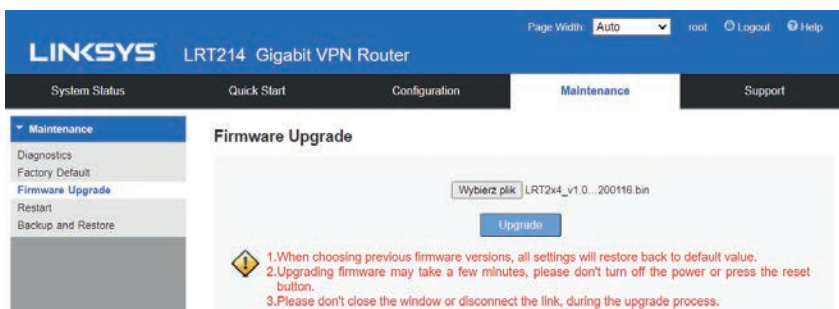 Page Width: Auto root Logout Help
LINKSYS LRT214 Gigabit VPN Router
System Status Quick Start Configuration Maintenance Support
Maintenance
Diagnostics
Factory Default
Firmware Upgrade
Restart
Backup and Restore
Firmware Upgrade
Wybierz plik LRT2x4_v1.0...200116.bin
Upgrade
1.When choosing previous firmware versions, all settings will restore back to default value.
2.Upgrading firmware may take a few minutes, please don't turn off the power or press the reset
button.
3.Please don't close the window or disconnect the link, during the upgrade process.